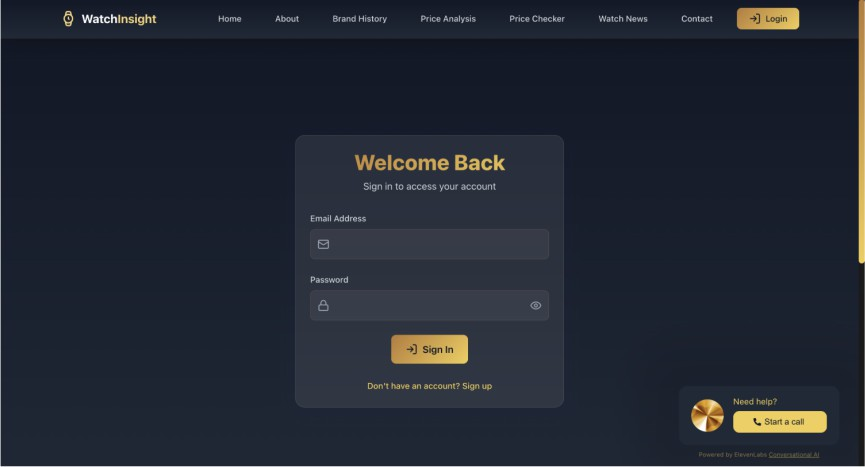 WatchInsight
Home
About
Brand History
Price Analysis
Price Checker
Watch News
Contact
Login
Welcome Back
Sign in to access your account
Email Address
Password
Sign In
Don't have an account? Sign up
Need help?
Start a call
Powered by ElevenLabs Conversational AI